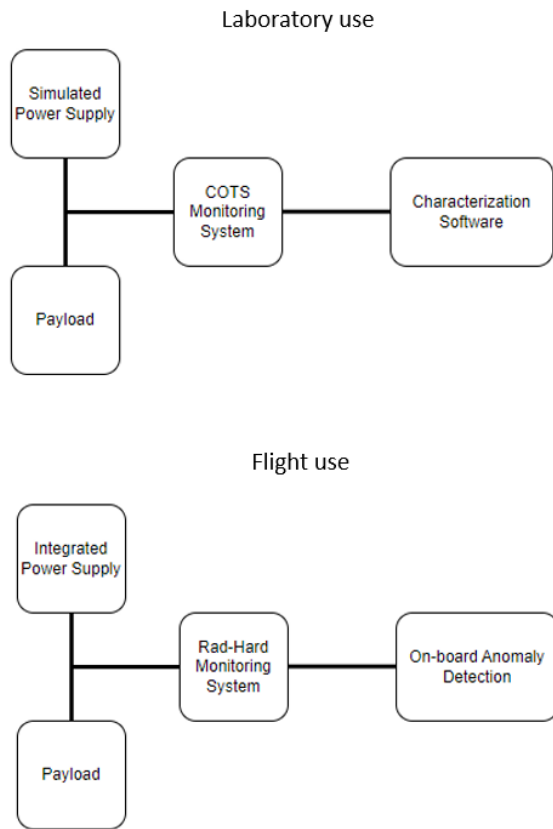 Laboratory use
Simulated
Power Supply
COTS
Monitoring
System
Characterization
Software
Payload
Flight use
Integrated
Power Supply
Rad-Hard
Monitoring
System
On-board Anomaly
Detection
Payload